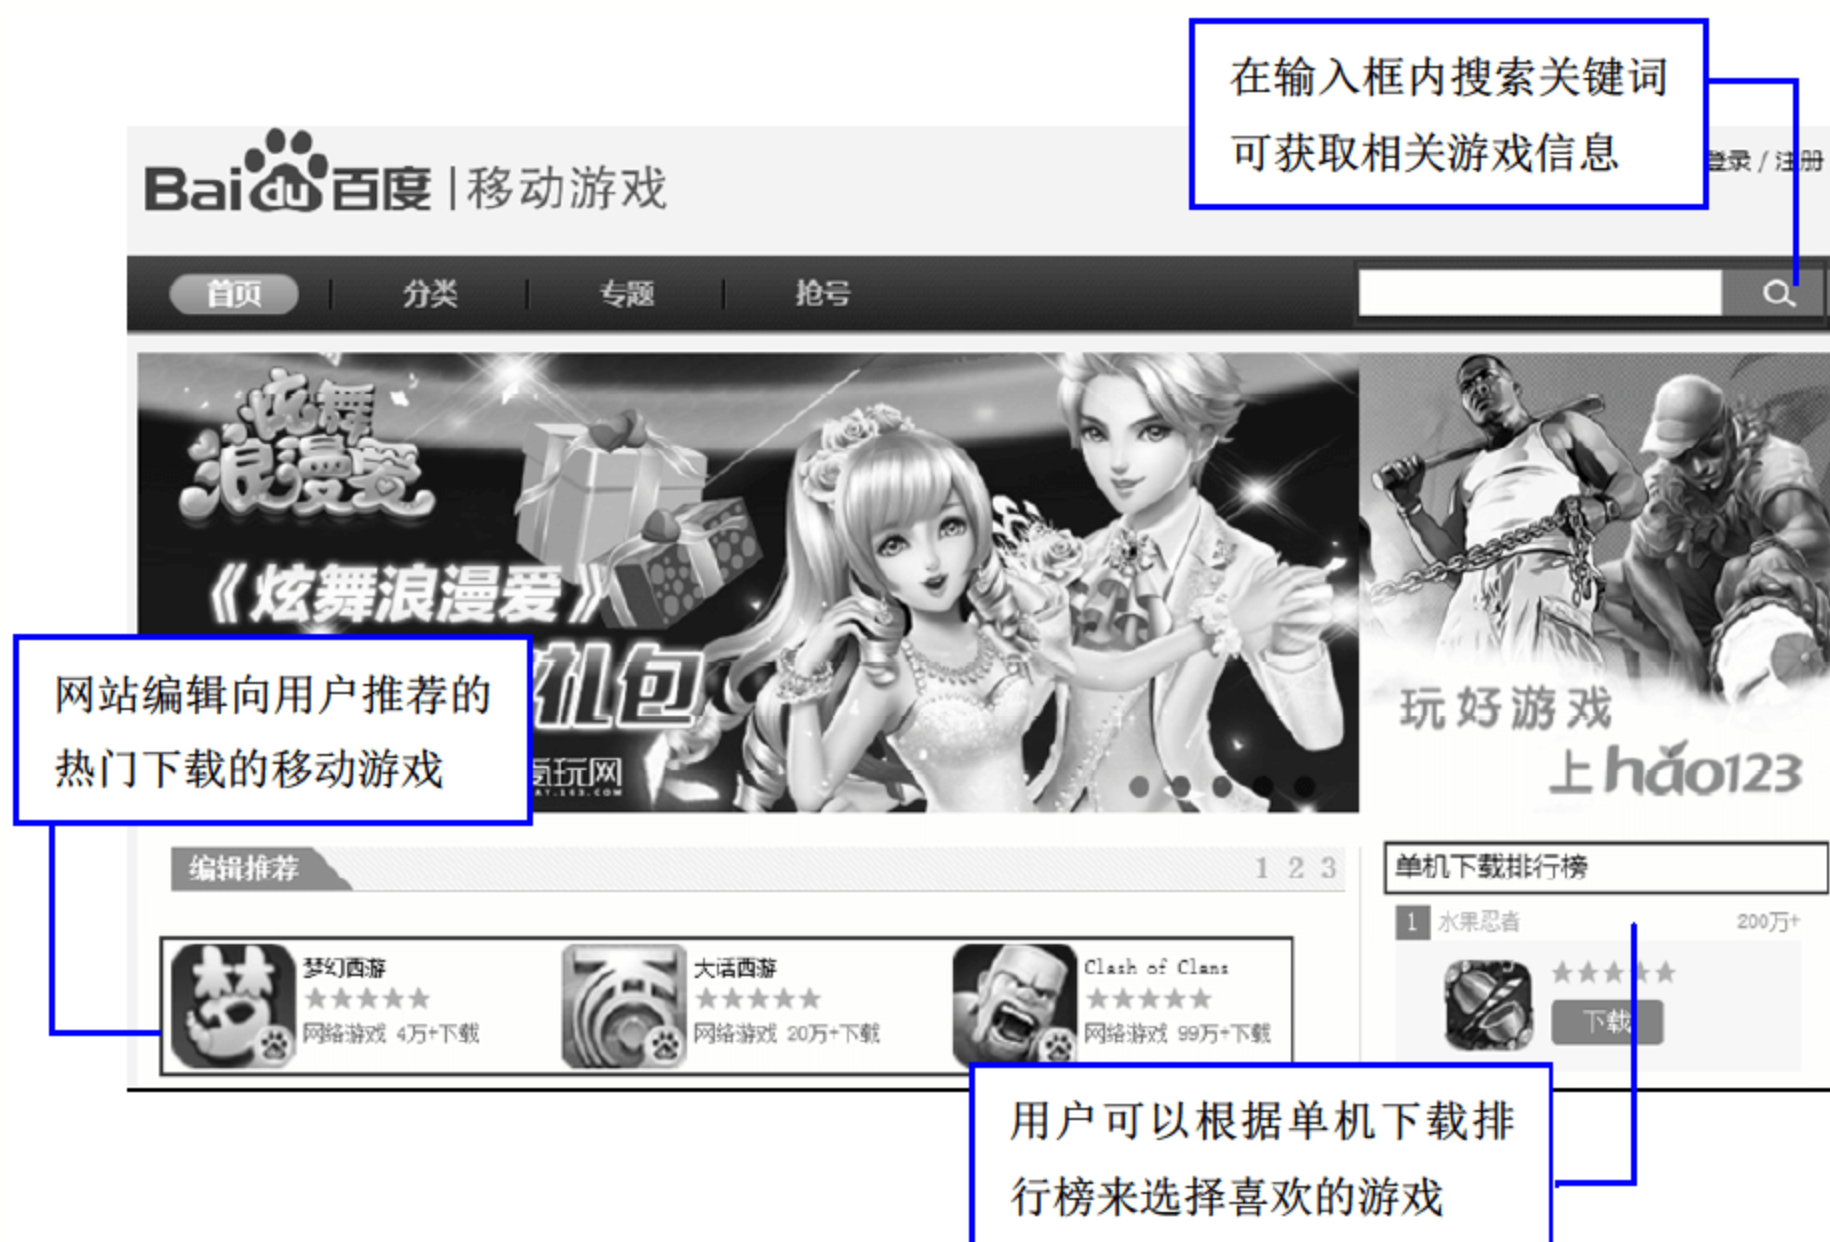 在输入框内搜索关键词
可获取相关游戏信息
Bai du 百度 | 移动游戏
登录 / 注册
首页 分类 专题 抢号
炫舞
浪漫爱
《炫舞浪漫爱》
礼包
玩网
玩好游戏
上hao123
网站编辑向用户推荐的
热门下载的移动游戏
编辑推荐 1 2 3
单机下载排行榜
1 水果忍者 200万+
下载
梦幻西游
网络游戏 4万+下载
大话西游
网络游戏 20万+下载
Clash of Clans
网络游戏 99万+下载
用户可以根据单机下载排
行榜来选择喜欢的游戏